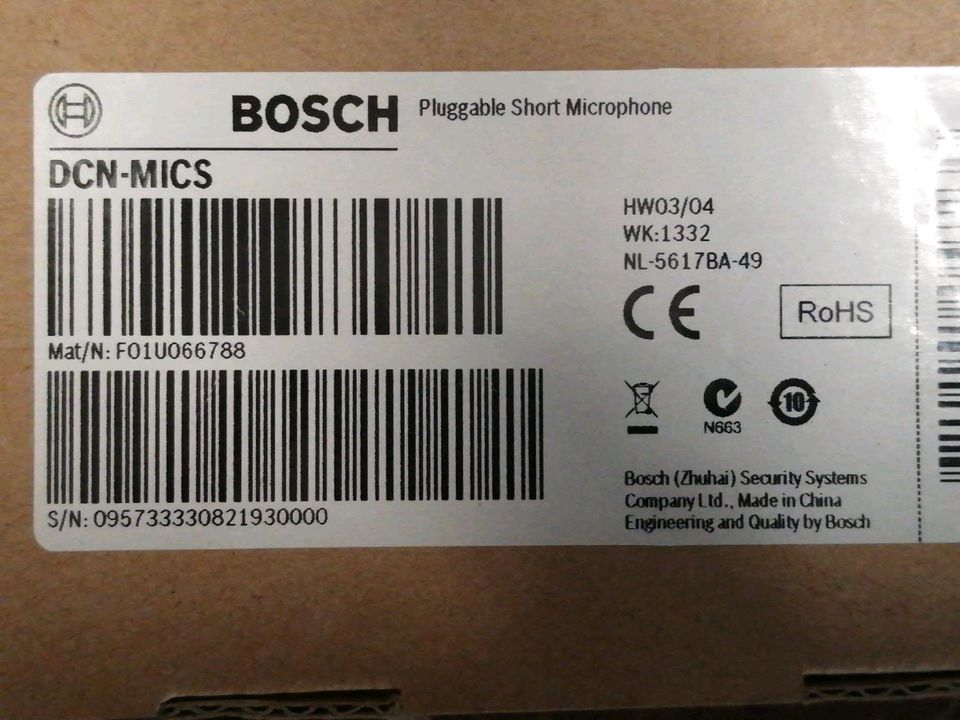 BOSCH
Pluggable Short Microphone
DCN-MICS
Mat/N: F01U066788
S/N: 095733330821930000
HW03/04
WK:1332
NL-5617BA-49
CE
RoHS
N663
10
Bosch (Zhuhai) Security Systems
Company Ltd., Made in China
Engineering and Quality by Bosch